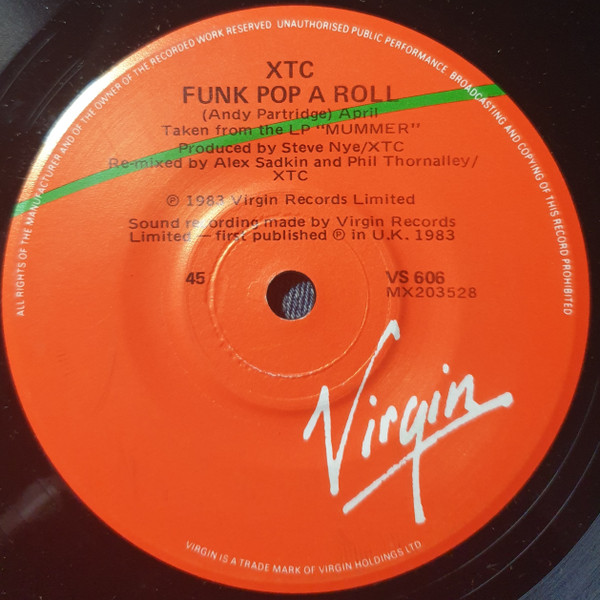 ALL RIGHTS OF THE MANUFACTURER AND OF THE OWNER OF THE RECORDED WORK RESERVED UNAUTHORISED PUBLIC PERFORMANCE, BROADCASTING AND COPYING OF THIS RECORD PROHIBITED
XTC
FUNK POP A ROLL
(Andy Partridge) April
Taken from the LP "MUMMER"
Produced by Steve Nye/XTC
Re-mixed by Alex Sadkin and Phil Thornalley/
XTC
℗ 1983 Virgin Records Limited
Sound recording made by Virgin Records
Limited — first published ℗ in U.K. 1983
45
VS 606
MX203528
Virgin
VIRGIN IS A TRADE MARK OF VIRGIN HOLDINGS LTD.